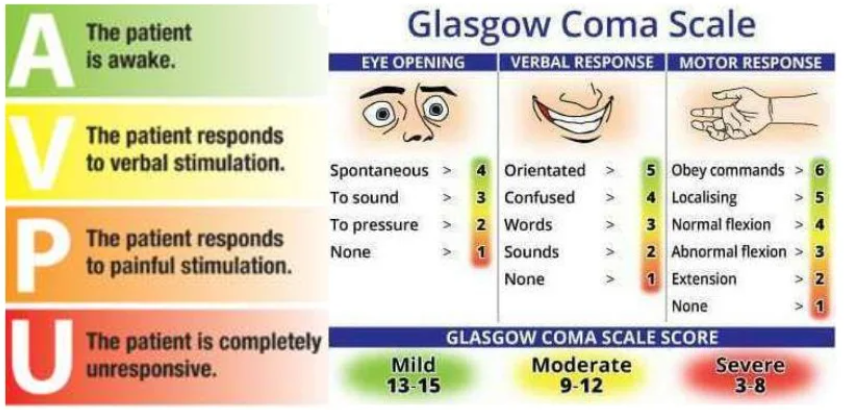 A
The patient
is awake.
V
The patient responds
to verbal stimulation.
P
The patient responds
to painful stimulation.
U
The patient is completely
unresponsive.
Glasgow Coma Scale
EYE OPENING
Spontaneous > 4
To sound > 3
To pressure > 2
None > 1
VERBAL RESPONSE
Orientated > 5
Confused > 4
Words > 3
Sounds > 2
None > 1
MOTOR RESPONSE
Obey commands > 6
Localising > 5
Normal flexion > 4
Abnormal flexion > 3
Extension > 2
None > 1
GLASGOW COMA SCALE SCORE
Mild
13-15
Moderate
9-12
Severe
3-8